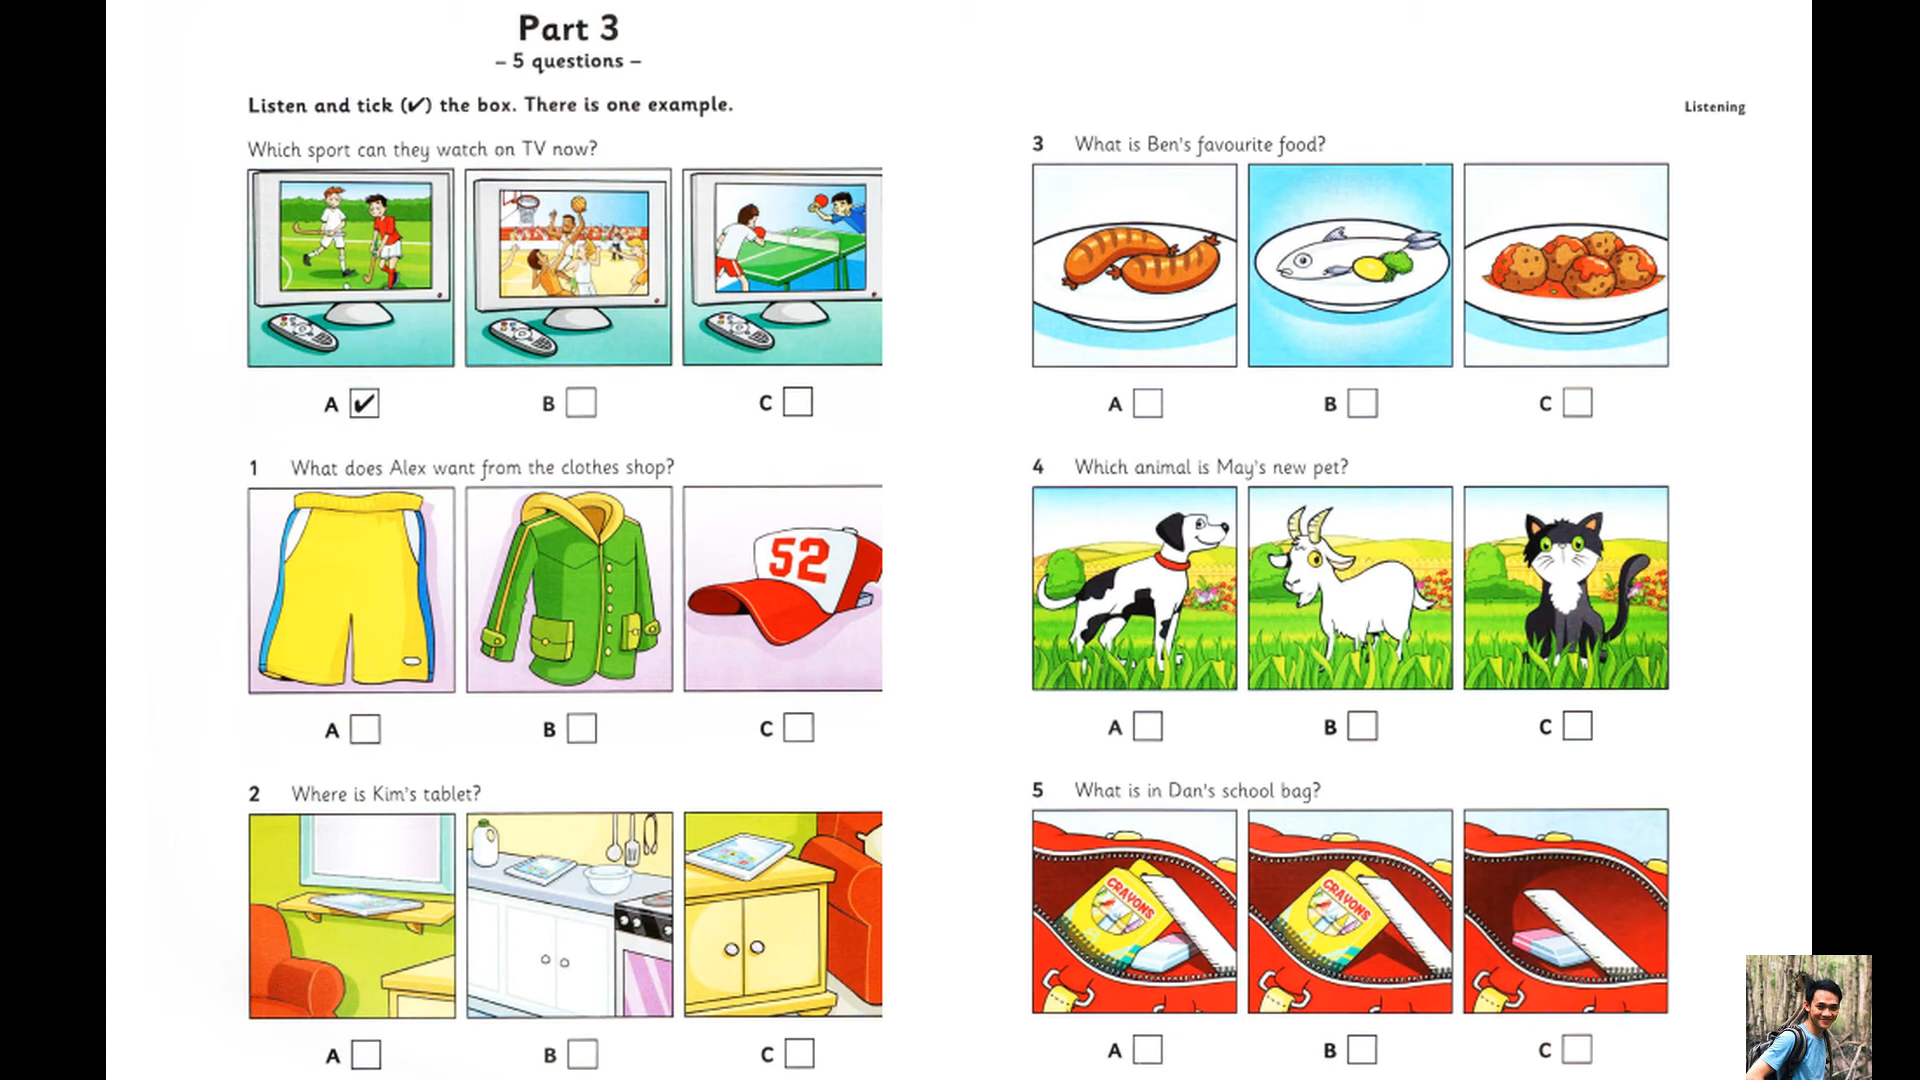 Part 3
– 5 questions –
Listen and tick (✔) the box. There is one example.
Which sport can they watch on TV now?
A ✔ B C
1 What does Alex want from the clothes shop?
52
A B C
2 Where is Kim's tablet?
A B C
Listening
3 What is Ben's favourite food?
A B C
4 Which animal is May's new pet?
A B C
5 What is in Dan's school bag?
CRAYONS CRAYONS
A B C